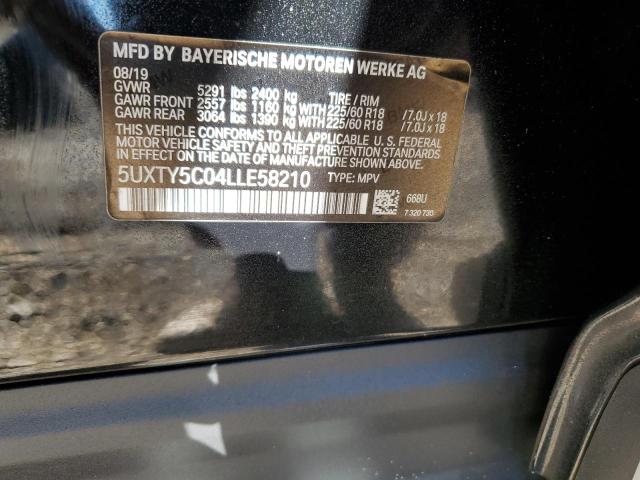 MFD BY BAYERISCHE MOTOREN WERKE AG
08/19
GVWR 5291 lbs 2400 kg TIRE / RIM
GAWR FRONT 2557 lbs 1160 kg WITH 225/60 R18 / 7.0J x 18
GAWR REAR 3064 lbs 1390 kg WITH 225/60 R18 / 7.0J x 18
THIS VEHICLE CONFORMS TO ALL APPLICABLE U.S. FEDERAL
MOTOR VEHICLE SAFETY AND THEFT PREVENTION STANDARDS
IN EFFECT ON THE DATE OF MANUFACTURE SHOWN ABOVE.
5UXTY5C04LLE58210 TYPE: MPV
668U
7 320 730